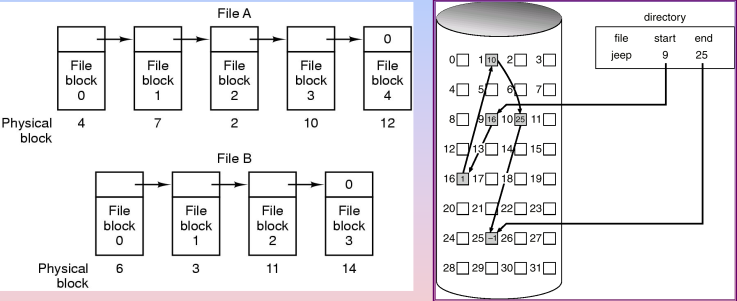 File A
0
File block 0
File block 1
File block 2
File block 3
File block 4
Physical block
4 7 2 10 12
File B
0
File block 0
File block 1
File block 2
File block 3
Physical block
6 3 11 14
directory
file start end
jeep 9 25
0 1 10 2 3
4 5 6 7
8 9 16 10 25 11
12 13 14 15
16 1 17 18 19
20 21 22 23
24 25 -1 26 27
28 29 30 31